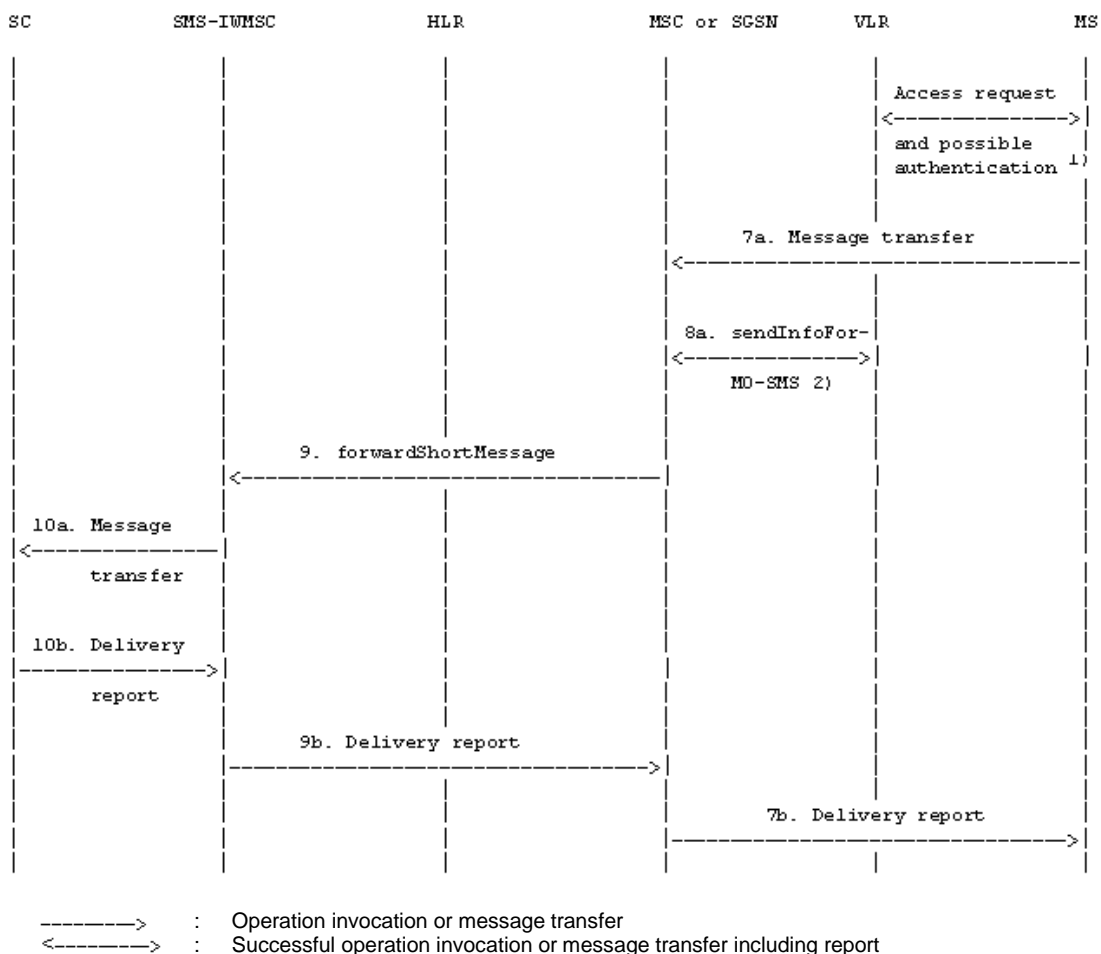 SC SMS-IWMSC HLR MSC or SGSN VLR MS
Access request
and possible
authentication 1)
7a. Message transfer
8a. sendInfoFor-
MO-SMS 2)
9. forwardShortMessage
10a. Message
transfer
10b. Delivery
report
9b. Delivery report
7b. Delivery report
: Operation invocation or message transfer
: Successful operation invocation or message transfer including report